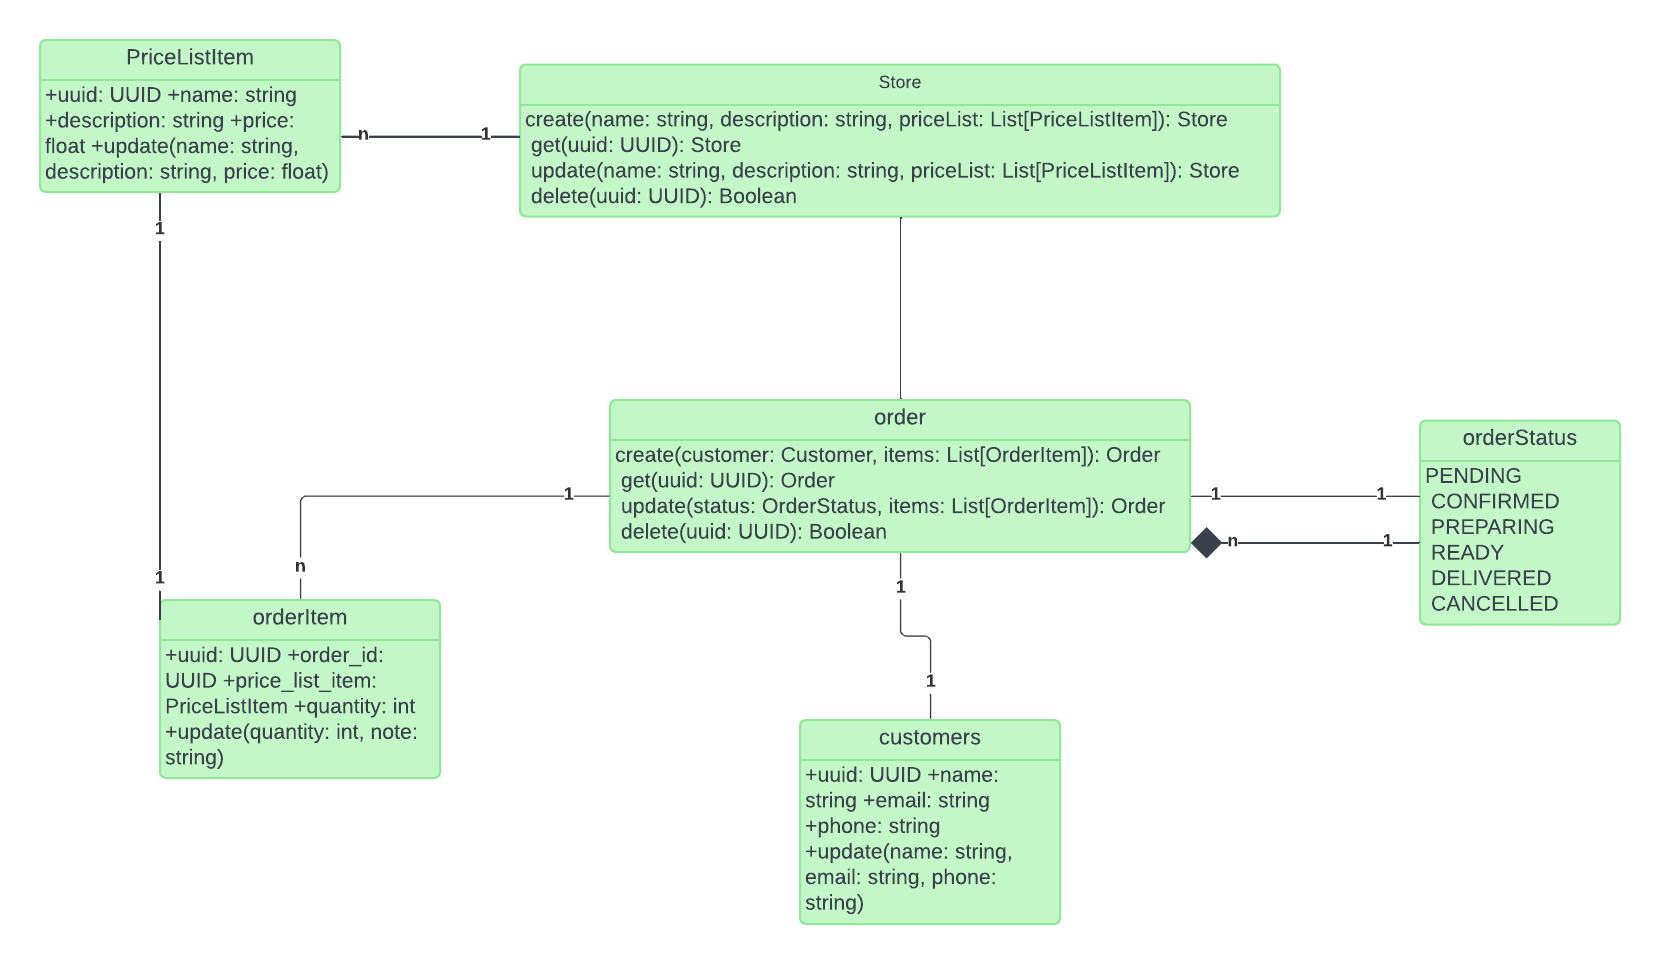 PriceListItem
+uuid: UUID +name: string
+description: string +price:
float +update(name: string,
description: string, price: float)
n
1
Store
create(name: string, description: string, priceList: List[PriceListItem]): Store
get(uuid: UUID): Store
update(name: string, description: string, priceList: List[PriceListItem]): Store
delete(uuid: UUID): Boolean
1
1
order
create(customer: Customer, items: List[OrderItem]): Order
get(uuid: UUID): Order
update(status: OrderStatus, items: List[OrderItem]): Order
delete(uuid: UUID): Boolean
1
n
1
1
n
1
orderStatus
PENDING
CONFIRMED
PREPARING
READY
DELIVERED
CANCELLED
orderItem
+uuid: UUID +order_id:
UUID +price_list_item:
PriceListItem +quantity: int
+update(quantity: int, note:
string)
1
1
customers
+uuid: UUID +name:
string +email: string
+phone: string
+update(name: string,
email: string, phone:
string)